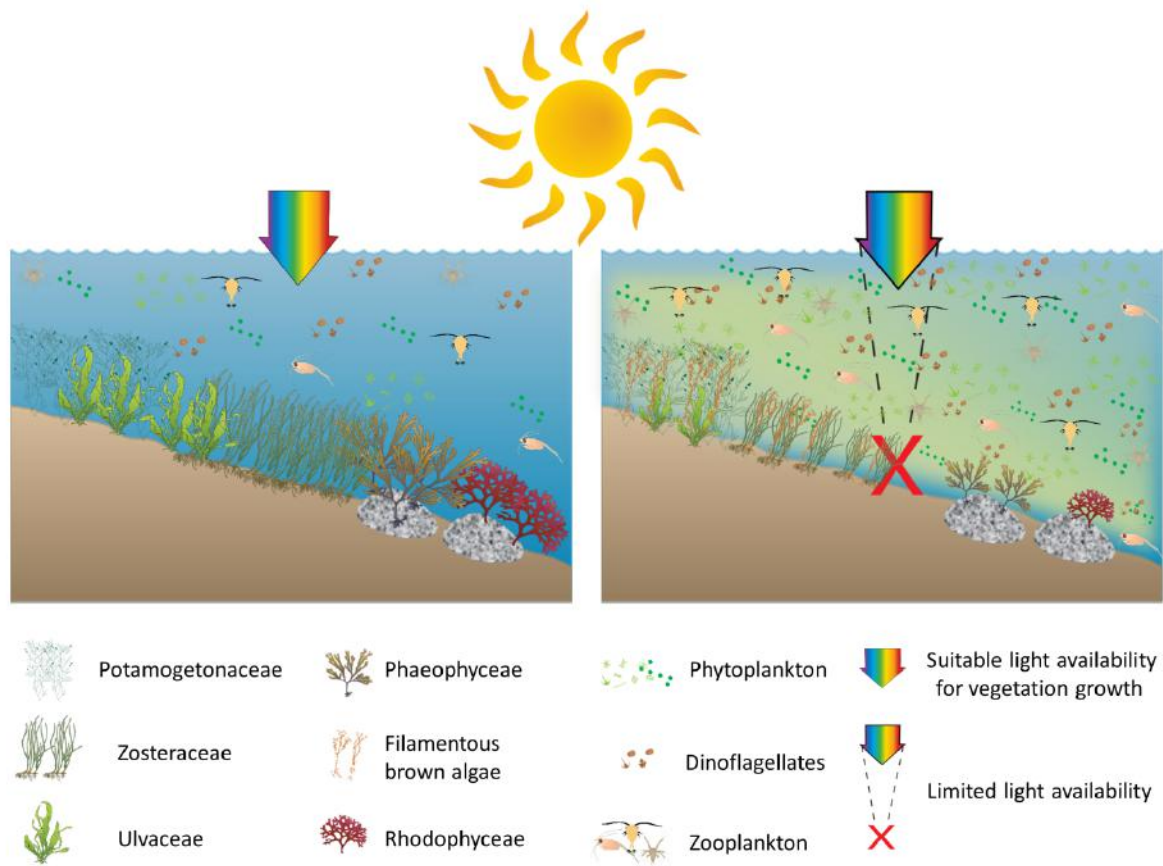 Potamogetonaceae
Phaeophyceae
Phytoplankton
Suitable light availability
for vegetation growth
Zosteraceae
Filamentous
brown algae
Dinoflagellates
Limited light availability
Ulvaceae
Rhodophyceae
Zooplankton